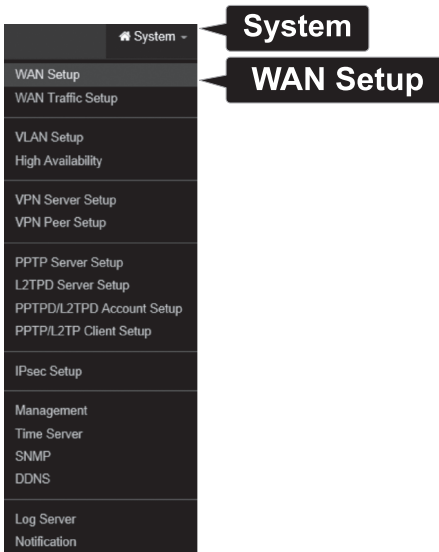 System
System
WAN Setup
WAN Setup
WAN Traffic Setup
VLAN Setup
High Availability
VPN Server Setup
VPN Peer Setup
PPTP Server Setup
L2TPD Server Setup
PPTPD/L2TPD Account Setup
PPTP/L2TP Client Setup
IPsec Setup
Management
Time Server
SNMP
DDNS
Log Server
Notification